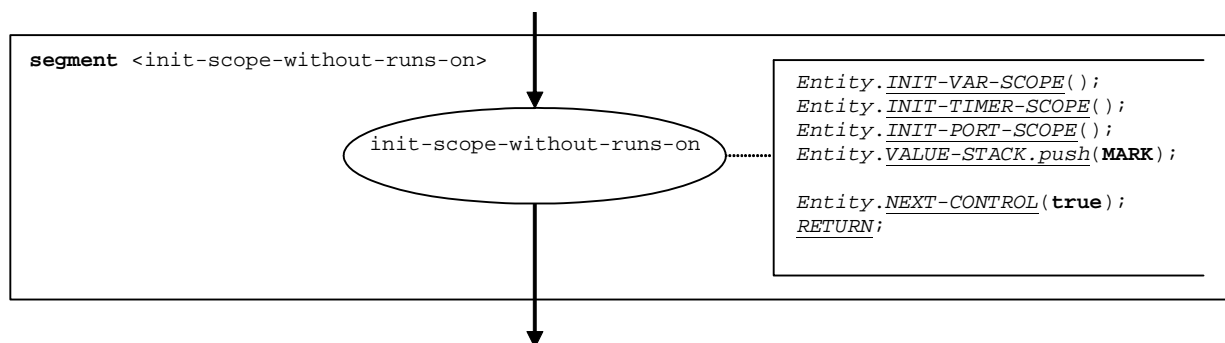 segment <init-scope-without-runs-on>
init-scope-without-runs-on
Entity.INIT-VAR-SCOPE();
Entity.INIT-TIMER-SCOPE();
Entity.INIT-PORT-SCOPE();
Entity.VALUE-STACK.push(MARK);
Entity.NEXT-CONTROL(true);
RETURN;